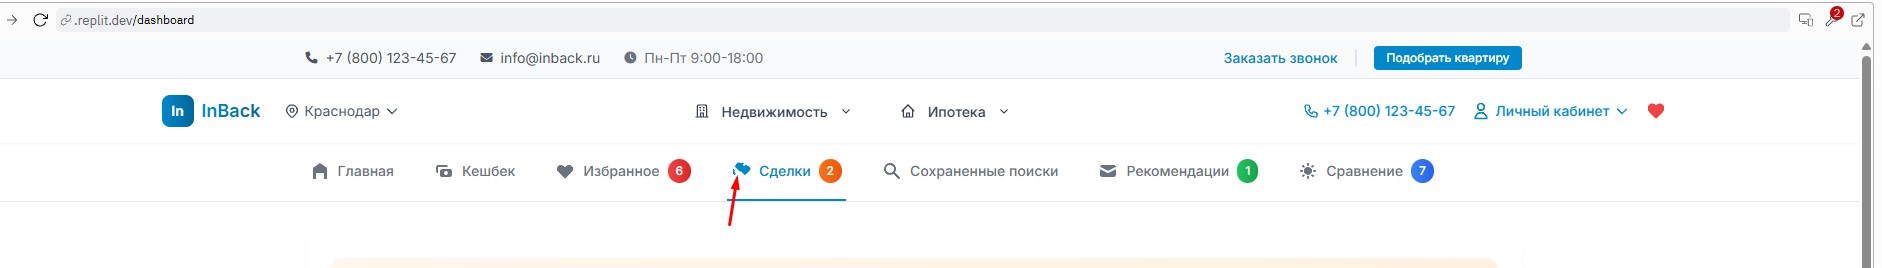 .replit.dev/dashboard
2
+7 (800) 123-45-67 info@inback.ru Пн-Пт 9:00-18:00 Заказать звонок Подобрать квартиру
In InBack Краснодар Недвижимость Ипотека +7 (800) 123-45-67 Личный кабинет
Главная Кешбек Избранное 6 Сделки 2 Сохраненные поиски Рекомендации 1 Сравнение 7